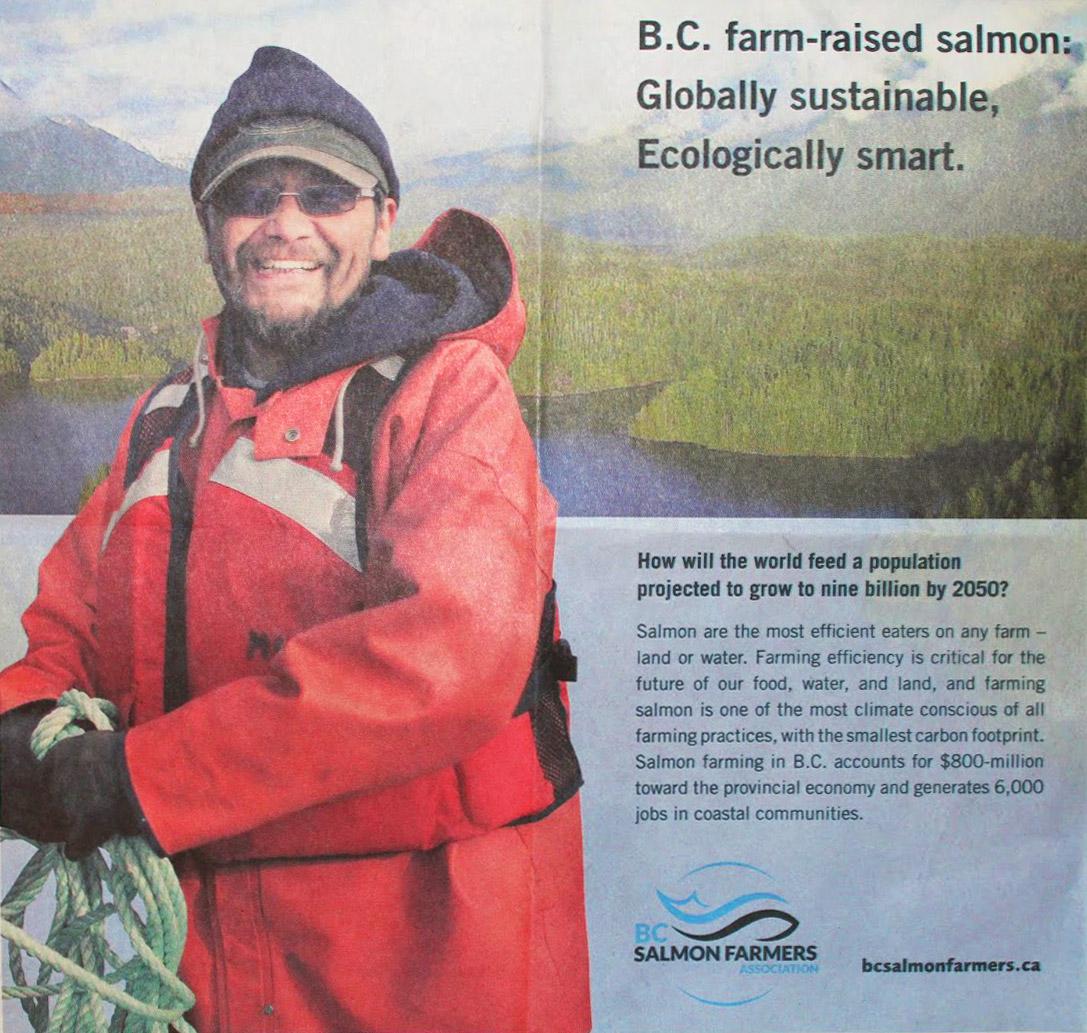 B.C. farm-raised salmon:
Globally sustainable,
Ecologically smart.
How will the world feed a population
projected to grow to nine billion by 2050?
Salmon are the most efficient eaters on any farm –
land or water. Farming efficiency is critical for the
future of our food, water, and land, and farming
salmon is one of the most climate conscious of all
farming practices, with the smallest carbon footprint.
Salmon farming in B.C. accounts for $800-million
toward the provincial economy and generates 6,000
jobs in coastal communities.
BC
SALMON FARMERS
ASSOCIATION
bcsalmonfarmers.ca